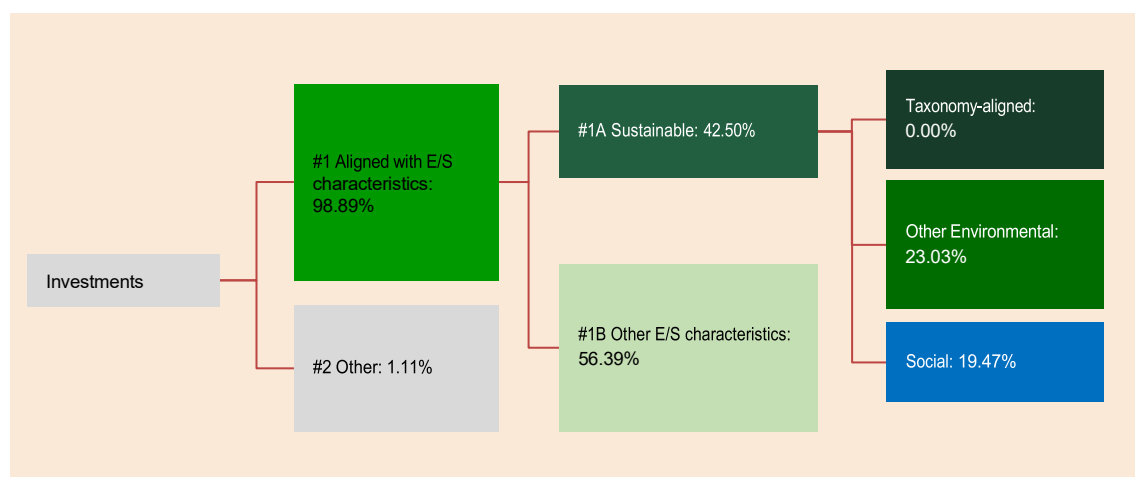 Investments
#1 Aligned with E/S
characteristics:
98.89%
#2 Other: 1.11%
#1A Sustainable: 42.50%
#1B Other E/S characteristics:
56.39%
Taxonomy-aligned:
0.00%
Other Environmental:
23.03%
Social: 19.47%